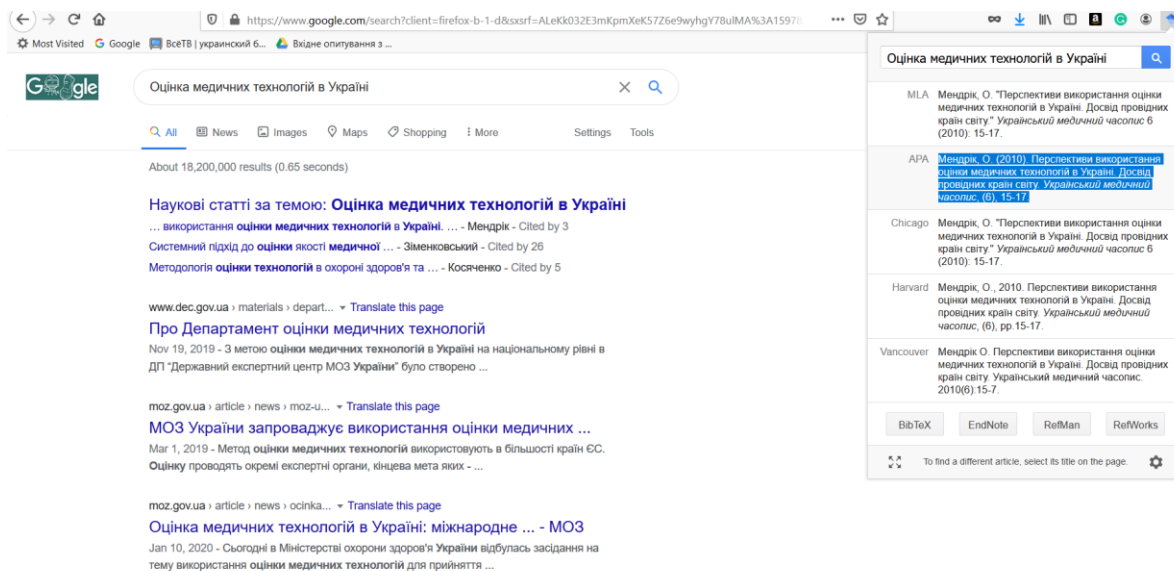 https://www.google.com/search?client=firefox-b-1-d&sxsrf=ALeKk032E3mKpmXeK57Z6e9wyhgY78ulMA%3A15978
Most Visited Google ВсёТВ | украинский б... Вхідне опитування з ...
Google
Оцінка медичних технологій в Україні
All News Images Maps Shopping More Settings Tools
About 18,200,000 results (0.65 seconds)
Наукові статті за темою: Оцінка медичних технологій в Україні
... використання оцінки медичних технологій в Україні. ... - Мендрік - Cited by 3
Системний підхід до оцінки якості медичної ... - Зіменковський - Cited by 26
Методологія оцінки технологій в охороні здоров'я та ... - Косяченко - Cited by 5
www.dec.gov.ua › materials › depart... Translate this page
Про Департамент оцінки медичних технологій
Nov 19, 2019 - З метою оцінки медичних технологій в Україні на національному рівні в
ДП "Державний експертний центр МОЗ України" було створено ...
moz.gov.ua › article › news › moz-u... Translate this page
МОЗ України запроваджує використання оцінки медичних ...
Mar 1, 2019 - Метод оцінки медичних технологій використовують в більшості країн ЄС.
Оцінку проводять окремі експертні органи, кінцева мета яких - ...
moz.gov.ua › article › news › ocinka... Translate this page
Оцінка медичних технологій в Україні: міжнародне ... - МОЗ
Jan 10, 2020 - Сьогодні в Міністерстві охорони здоров'я України відбулась засідання на
тему використання оцінки медичних технологій для прийняття ...
Оцінка медичних технологій в Україні
MLA Мендрік, О. "Перспективи використання оцінки
медичних технологій в Україні. Досвід провідних
країн світу." Український медичний часопис 6
(2010): 15-17.
APA Мендрік, О. (2010). Перспективи використання
оцінки медичних технологій в Україні. Досвід
провідних країн світу. Український медичний
часопис, (6), 15-17.
Chicago Мендрік, О. "Перспективи використання оцінки
медичних технологій в Україні. Досвід провідних
країн світу." Український медичний часопис 6
(2010): 15-17.
Harvard Мендрік, О., 2010. Перспективи використання
оцінки медичних технологій в Україні. Досвід
провідних країн світу. Український медичний
часопис, (6), pp.15-17.
Vancouver Мендрік О. Перспективи використання оцінки
медичних технологій в Україні. Досвід провідних
країн світу. Український медичний часопис.
2010(6):15-7.
BibTeX EndNote RefMan RefWorks
To find a different article, select its title on the page.